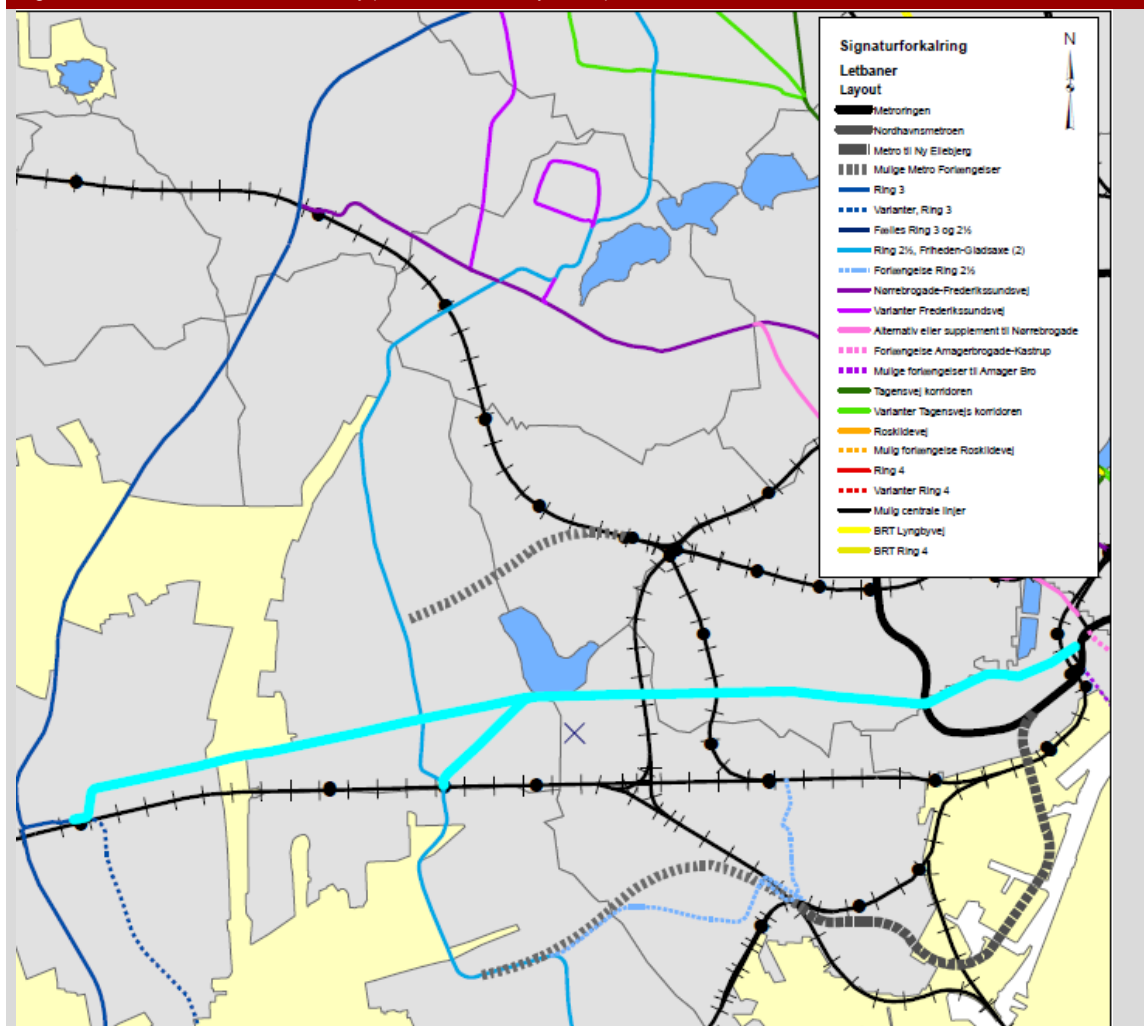 Signaturforkalring
N
Letbaner
Layout
Metroringen
Nordhavnsmetroen
Metro til Ny Ellebjerg
Mulige Metro Forlængelser
Ring 3
Varianter, Ring 3
Fælles Ring 3 og 2½
Ring 2½, Friheden-Gladsaxe (2)
Forlængelse Ring 2½
Nørrebrogade-Frederikssundsvej
Varianter Frederikssundsvej
Alternativ eller supplement til Nørrebrogade
Forlængelse Amagerbrogade-Kastrup
Mulige forlængelser til Amager Bro
Tagensvej korridoren
Varianter Tagensvejs korridoren
Roskildevej
Mulig forlængelse Roskildevej
Ring 4
Varianter Ring 4
Mulig centrale linjer
BRT Lyngbyvej
BRT Ring 4